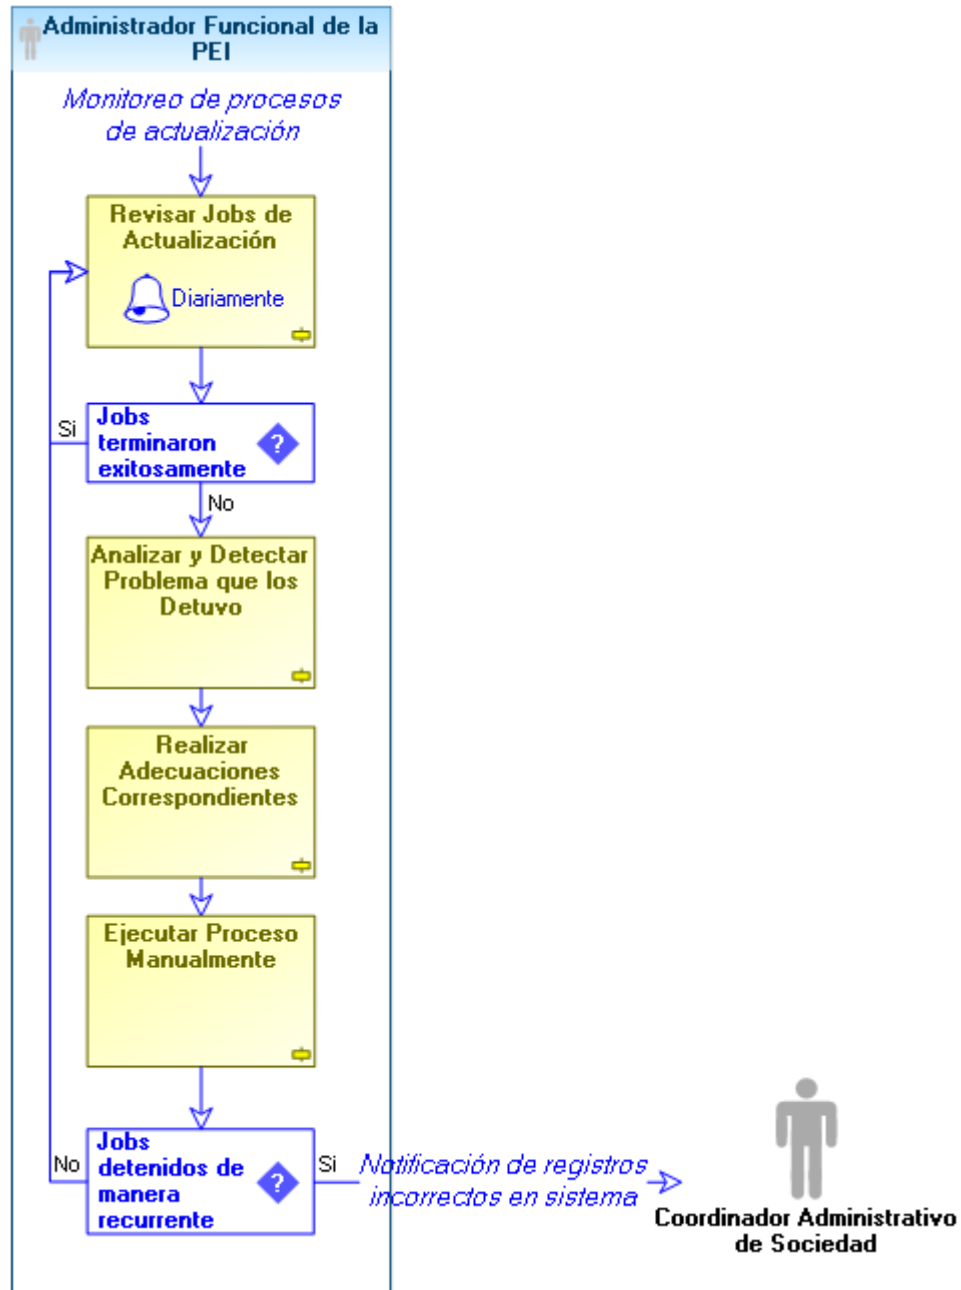 Administrador Funcional de la
PEI
Monitoreo de procesos
de actualización
Revisar Jobs de
Actualización
Diariamente
Si
Jobs
terminaron
exitosamente
?
No
Analizar y Detectar
Problema que los
Detuvo
Realizar
Adecuaciones
Correspondientes
Ejecutar Proceso
Manualmente
No
Jobs
detenidos de
manera
recurrente
?
Si
Notificación de registros
incorrectos en sistema
Coordinador Administrativo
de Sociedad